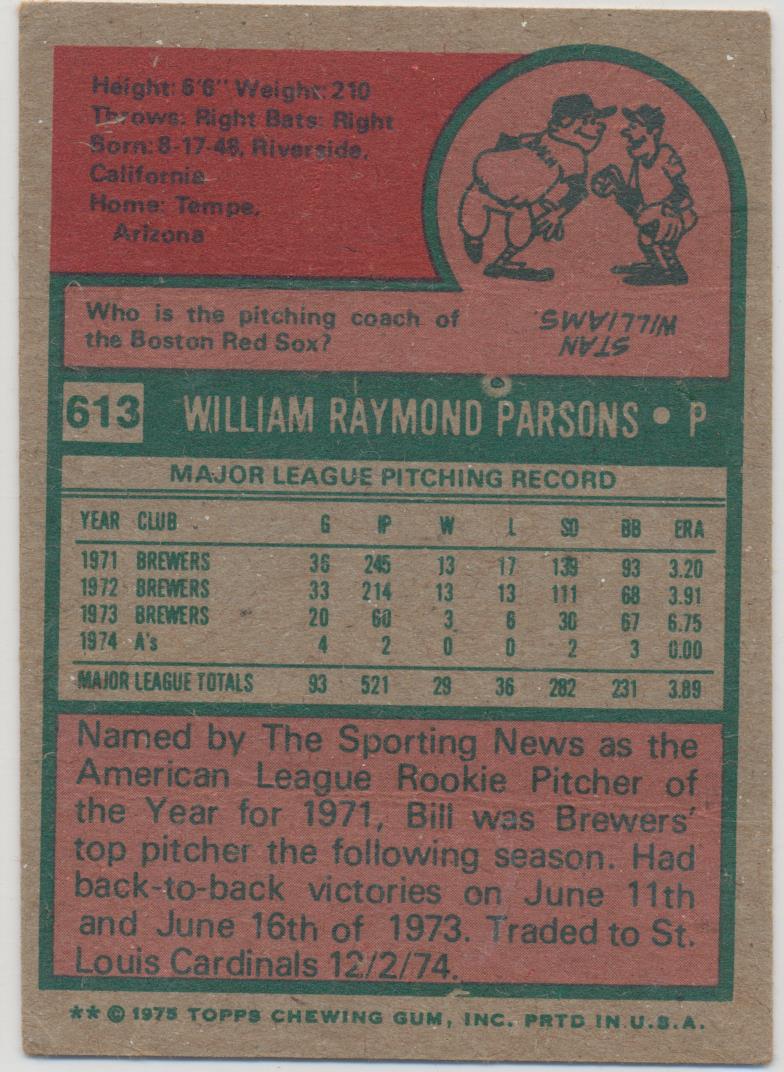 Height: 6'6" Weight: 210
Throws: Right Bats: Right
Born: 8-17-48, Riverside,
California
Home: Tempe,
Arizona
Who is the pitching coach of
the Boston Red Sox?
STAN
WILLIAMS.
613 WILLIAM RAYMOND PARSONS • P
MAJOR LEAGUE PITCHING RECORD
YEAR CLUB G IP W L SO BB ERA
1971 BREWERS 36 245 13 17 139 93 3.20
1972 BREWERS 33 214 13 13 111 68 3.91
1973 BREWERS 20 60 3 6 30 67 6.75
1974 A's 4 2 0 0 2 3 0.00
MAJOR LEAGUE TOTALS 93 521 29 36 282 231 3.89
Named by The Sporting News as the
American League Rookie Pitcher of
the Year for 1971, Bill was Brewers'
top pitcher the following season. Had
back-to-back victories on June 11th
and June 16th of 1973. Traded to St.
Louis Cardinals 12/2/74.
** © 1975 TOPPS CHEWING GUM, INC. PRTD IN U.S.A.